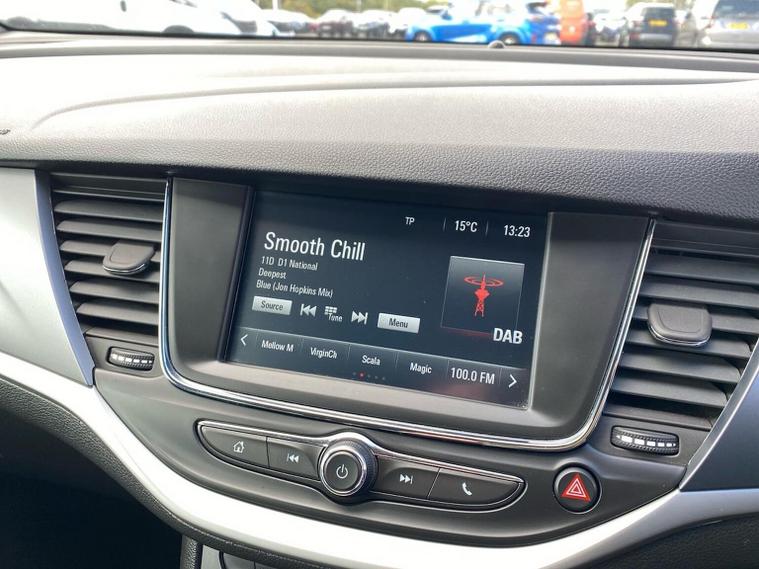 TP 15°C 13:23
Smooth Chill
11D D1 National
Deepest
Blue (Jon Hopkins Mix)
Source Tune Menu
DAB
Mellow M VirginCh Scala Magic 100.0 FM